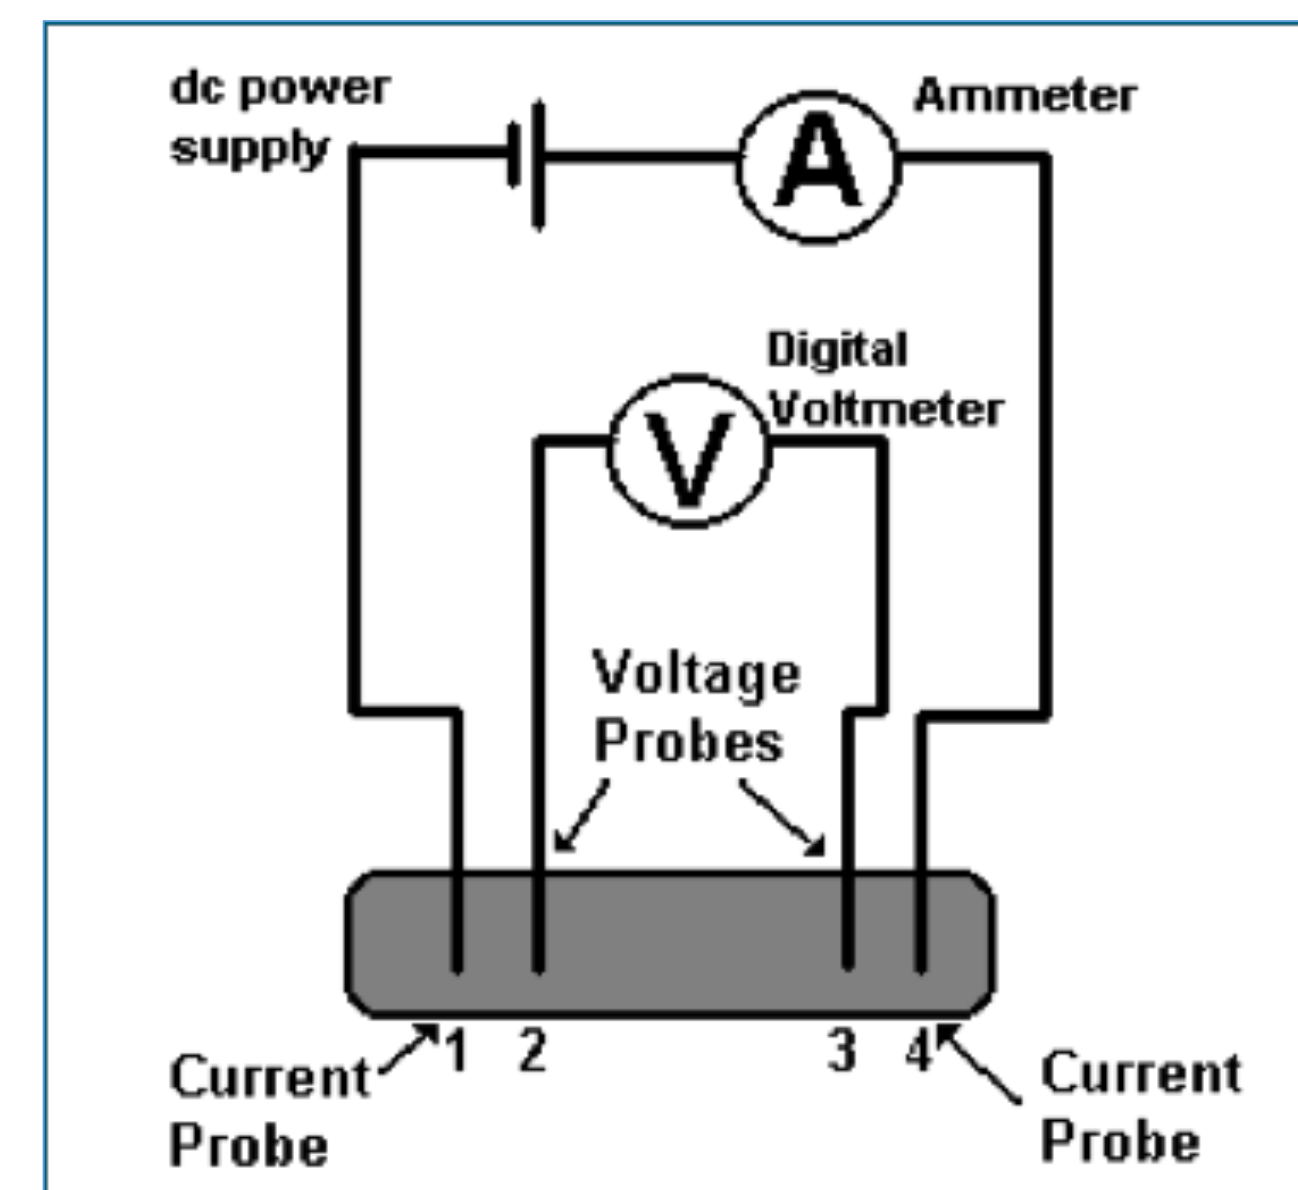 dc power
supply
Ammeter
A
Digital
Voltmeter
V
Voltage
Probes
1 2 3 4
Current
Probe
Current
Probe